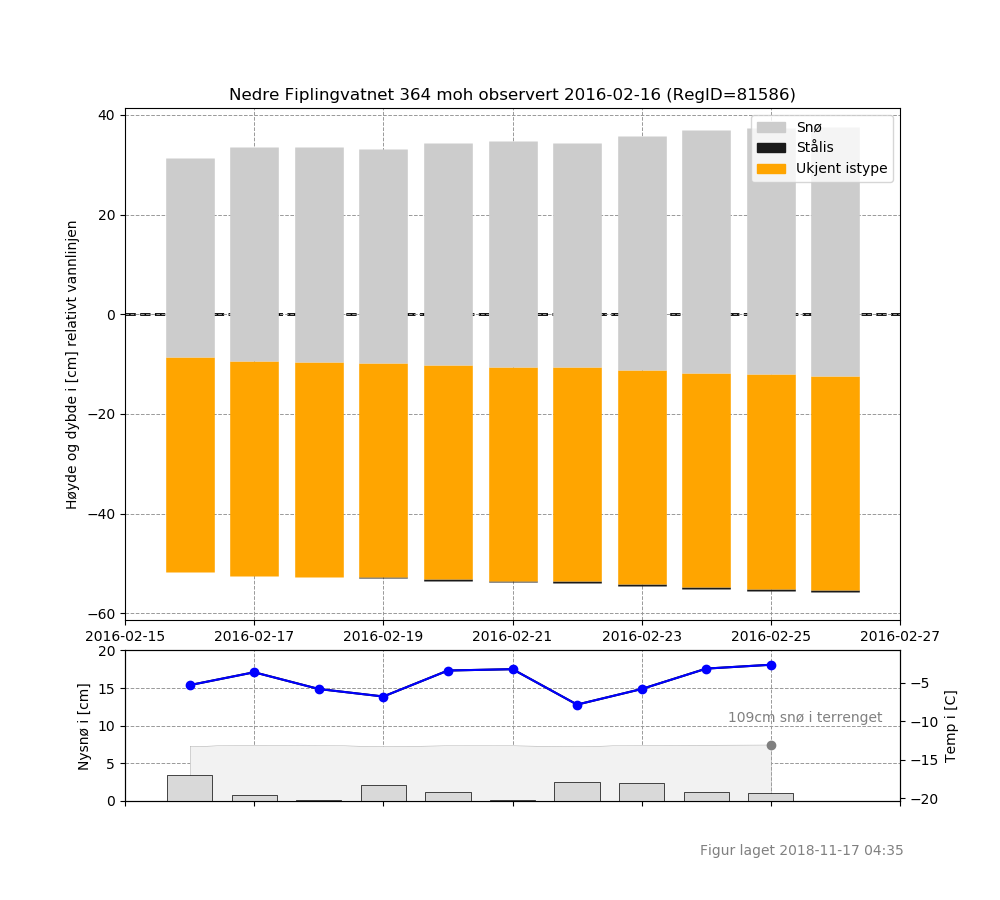 Nedre Fiplingvatnet 364 moh observert 2016-02-16 (RegID=81586)
Høyde og dybde i [cm] relativt vannlinjen
40
20
0
−20
−40
−60
Snø
Stålis
Ukjent istype
2016-02-15
2016-02-17
2016-02-19
2016-02-21
2016-02-23
2016-02-25
2016-02-27
Nysnø i [cm]
20
15
10
5
0
109cm snø i terrenget
−5
−10
−15
−20
Temp i [C]
Figur laget 2018-11-17 04:35